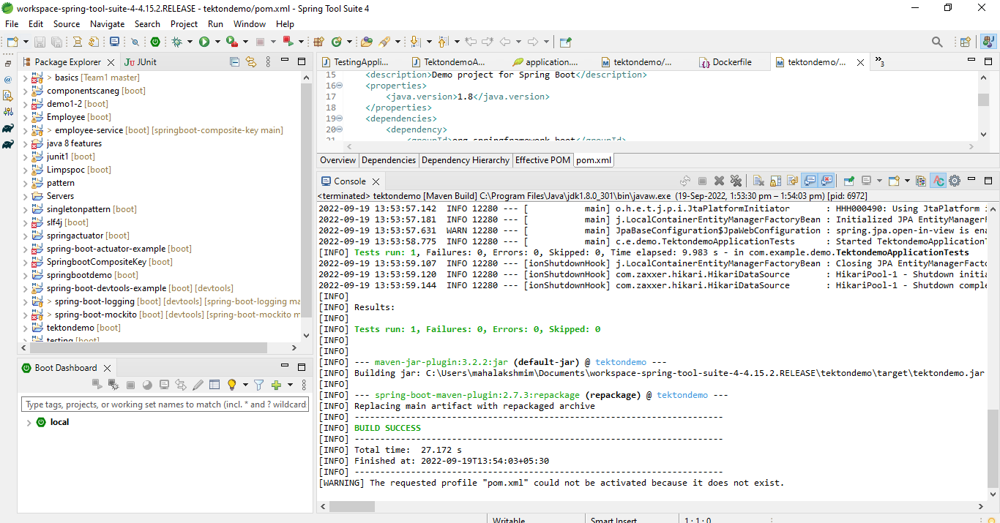 workspace-spring-tool-suite-4-4.15.2.RELEASE - tektondemo/pom.xml - Spring Tool Suite 4
File Edit Source Navigate Search Project Run Window Help
Package Explorer JUnit
> basics [Team1 master]
componentscaneg [boot]
demo1-2 [boot]
Employee [boot]
> employee-service [boot] [springboot-composite-key main]
java 8 features
junit1 [boot]
Limpspoc [boot]
pattern
Servers
singletonpattern [boot]
slf4j [boot]
springactuator [boot]
spring-boot-actuator-example [boot]
SpringbootCompositeKey [boot]
springbootdemo [boot]
spring-boot-devtools-example [boot] [devtools]
> spring-boot-logging [boot] [devtools] [spring-boot-logging ma
> spring-boot-mockito [boot] [devtools] [spring-boot-mockito m
tektondemo [boot]
testing [boot]
Boot Dashboard
Type tags, projects, or working set names to match (incl. * and ? wildcard
local
TestingAppli... TektondemoA... application.... tektondemo/... Dockerfile tektondemo/... »3
15 <description>Demo project for Spring Boot</description>
16 <properties>
17 <java.version>1.8</java.version>
18 </properties>
19 <dependencies>
20 <dependency>
21 <groupId>org.springframework.boot</groupId>
Overview Dependencies Dependency Hierarchy Effective POM pom.xml
Console
<terminated> tektondemo [Maven Build] C:\Program Files\Java\jdk1.8.0_301\bin\javaw.exe (19-Sep-2022, 1:53:30 pm – 1:54:03 pm) [pid: 6972]
2022-09-19 13:53:57.142 INFO 12280 --- [ main] o.h.e.t.j.p.i.JtaPlatformInitiator : HHH000490: Using JtaPlatform i
2022-09-19 13:53:57.181 INFO 12280 --- [ main] j.LocalContainerEntityManagerFactoryBean : Initialized JPA EntityManagerF
2022-09-19 13:53:57.631 WARN 12280 --- [ main] JpaBaseConfiguration$JpaWebConfiguration : spring.jpa.open-in-view is ena
2022-09-19 13:53:58.775 INFO 12280 --- [ main] c.e.demo.TektondemoApplicationTests : Started TektondemoApplicationT
[INFO] Tests run: 1, Failures: 0, Errors: 0, Skipped: 0, Time elapsed: 9.983 s - in com.example.demo.TektondemoApplicationTests
2022-09-19 13:53:59.107 INFO 12280 --- [ionShutdownHook] j.LocalContainerEntityManagerFactoryBean : Closing JPA EntityManagerFacto
2022-09-19 13:53:59.120 INFO 12280 --- [ionShutdownHook] com.zaxxer.hikari.HikariDataSource : HikariPool-1 - Shutdown initia
2022-09-19 13:53:59.144 INFO 12280 --- [ionShutdownHook] com.zaxxer.hikari.HikariDataSource : HikariPool-1 - Shutdown comple
[INFO]
[INFO] Results:
[INFO]
[INFO] Tests run: 1, Failures: 0, Errors: 0, Skipped: 0
[INFO]
[INFO]
[INFO] --- maven-jar-plugin:3.2.2:jar (default-jar) @ tektondemo ---
[INFO] Building jar: C:\Users\mahalakshmim\Documents\workspace-spring-tool-suite-4-4.15.2.RELEASE\tektondemo\target\tektondemo.jar
[INFO]
[INFO] --- spring-boot-maven-plugin:2.7.3:repackage (repackage) @ tektondemo ---
[INFO] Replacing main artifact with repackaged archive
[INFO] ------------------------------------------------------------------------
[INFO] BUILD SUCCESS
[INFO] ------------------------------------------------------------------------
[INFO] Total time: 27.172 s
[INFO] Finished at: 2022-09-19T13:54:03+05:30
[INFO] ------------------------------------------------------------------------
[WARNING] The requested profile "pom.xml" could not be activated because it does not exist.
Writable Smart Insert 1 : 1 : 0